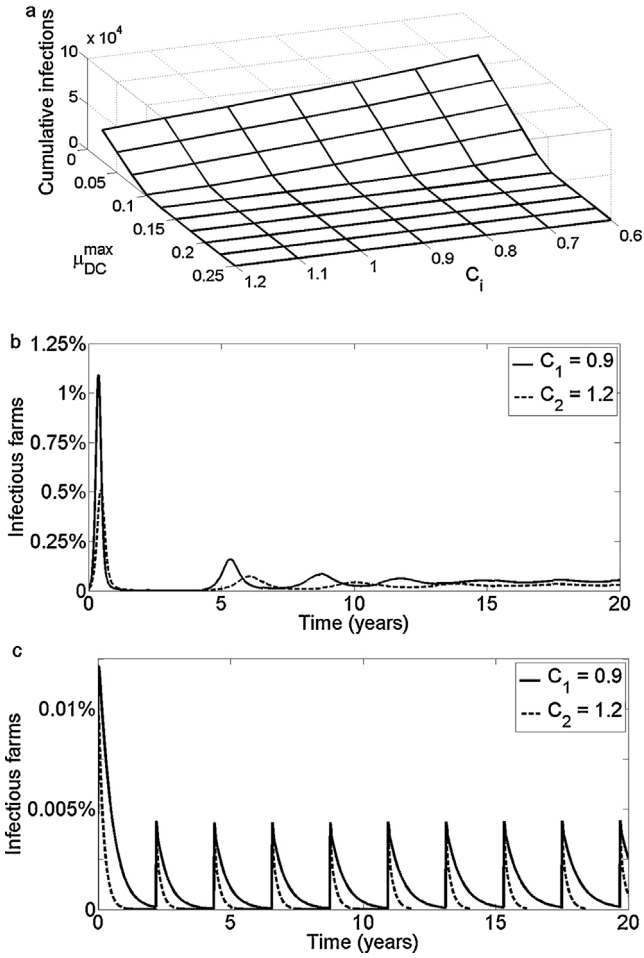 a
x 10⁴
10
5
0
Cumulative infections
0
0.05
0.1
0.15
0.2
0.25
μ_DC^max
1.2
1.1
1
0.9
0.8
0.7
0.6
C_i
b
1.25%
1%
0.75%
0.5%
0.25%
0
Infectious farms
C_1 = 0.9
C_2 = 1.2
0 5 10 15 20
Time (years)
c
0.01%
0.005%
0
Infectious farms
C_1 = 0.9
C_2 = 1.2
0 5 10 15 20
Time (years)